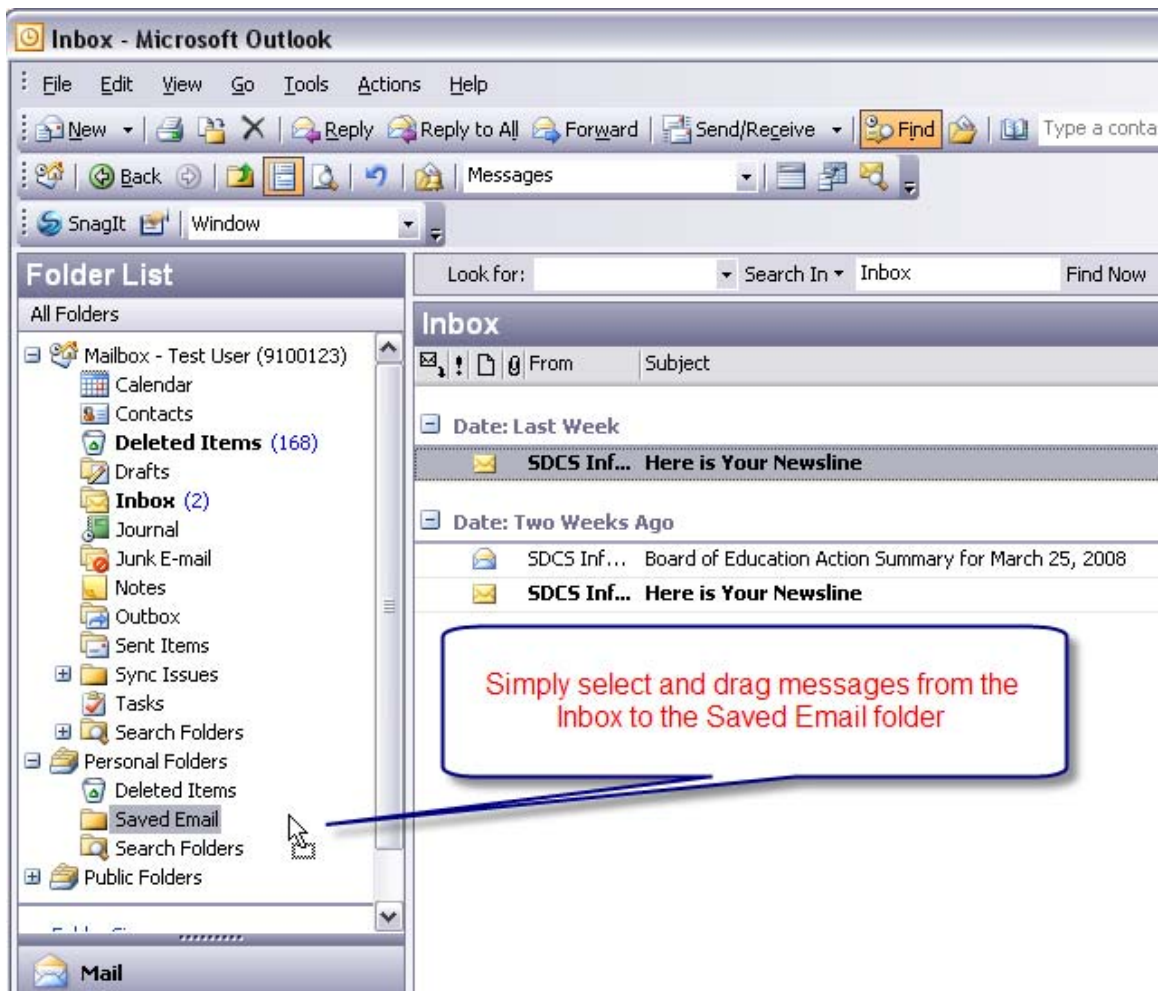 Inbox - Microsoft Outlook
File Edit View Go Tools Actions Help
New Reply Reply to All Forward Send/Receive Find Type a conta
Back Messages
SnagIt Window
Folder List
All Folders
Mailbox - Test User (9100123)
Calendar
Contacts
Deleted Items (168)
Drafts
Inbox (2)
Journal
Junk E-mail
Notes
Outbox
Sent Items
Sync Issues
Tasks
Search Folders
Personal Folders
Deleted Items
Saved Email
Search Folders
Public Folders
Mail
Look for: Search In Inbox Find Now
Inbox
From Subject
Date: Last Week
SDCS Inf... Here is Your Newsline
Date: Two Weeks Ago
SDCS Inf... Board of Education Action Summary for March 25, 2008
SDCS Inf... Here is Your Newsline
Simply select and drag messages from the
Inbox to the Saved Email folder